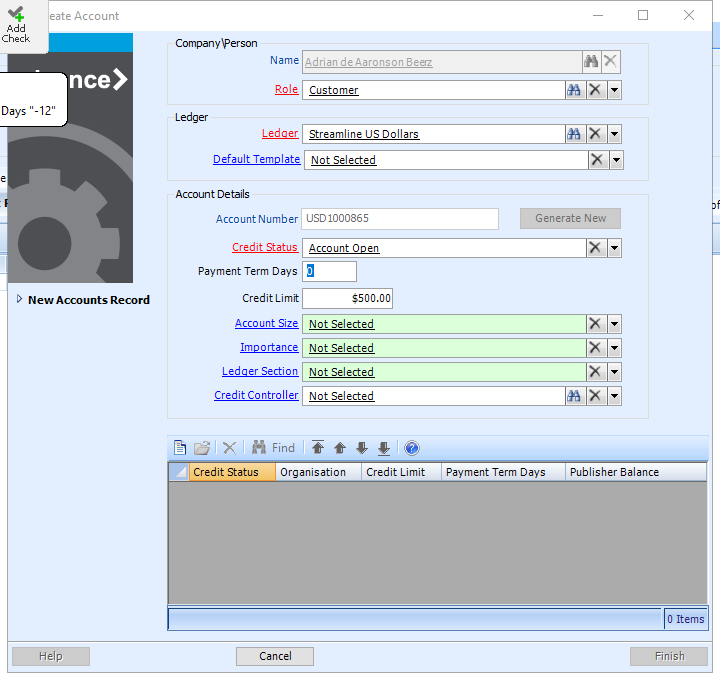 Add
Check
eate Account
ance
Days "-12"
e
Company\Person
Name Adrian de Aaronson Beerz
Role Customer
Ledger
Ledger Streamline US Dollars
Default Template Not Selected
Account Details
Account Number USD1000865 Generate New
Credit Status Account Open
Payment Term Days 0
Credit Limit $500.00
Account Size Not Selected
Importance Not Selected
Ledger Section Not Selected
Credit Controller Not Selected
New Accounts Record
Find
Credit Status Organisation Credit Limit Payment Term Days Publisher Balance
0 Items
Help Cancel Finish